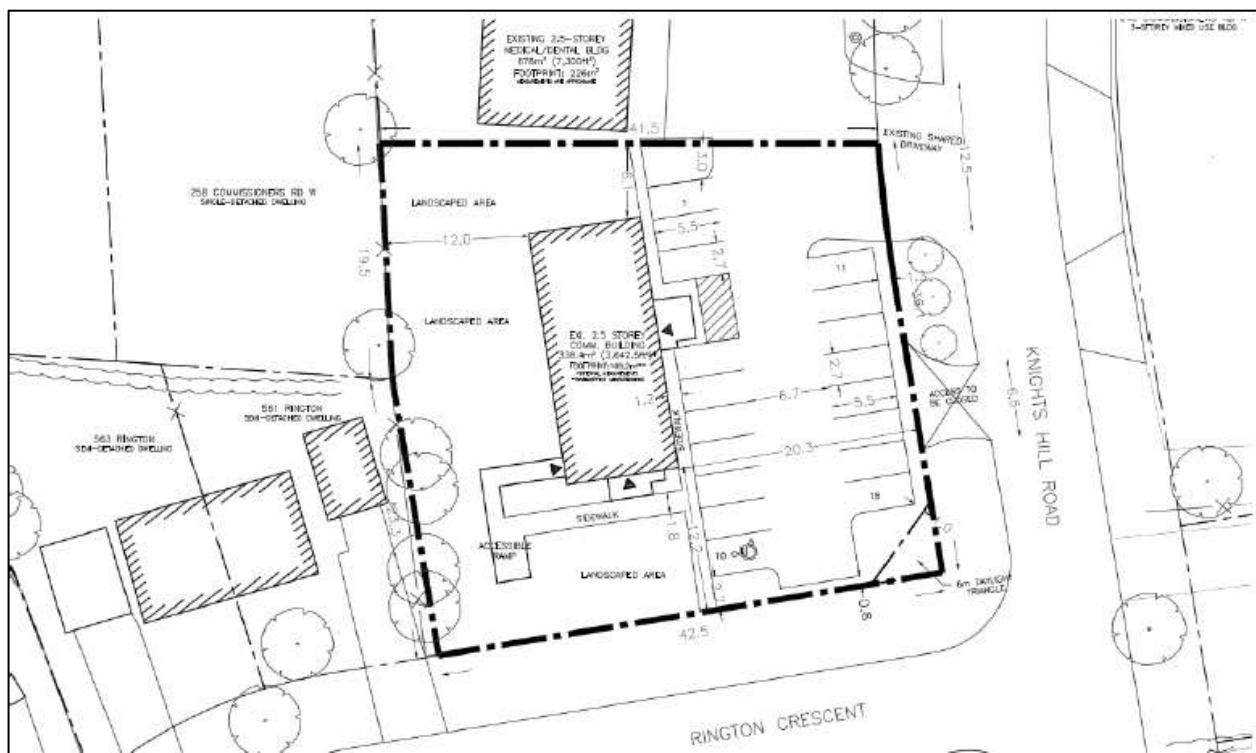 EXISTING 2.5-STOREY
MEDICAL/DENTAL BLDG
678m² (7,300ft²)
FOOTPRINT: 226m²
3-STOREY MIXED USE BLDG
41.5
EXISTING SHARED
DRIVEWAY
12.5
3.0
258 COMMISSIONERS RD W
SINGLE-DETACHED DWELLING
LANDSCAPED AREA
5.5
12.0
2.7
19.5
11
LANDSCAPED AREA
EXI. 2.5 STOREY
COMM. BUILDING
338.4m² (3,642.5ft²)
2.7
KNIGHTS HILL ROAD
6.5
ACCESS TO
BE CLOSED
1.2
6.7
5.5
561 RINGTON
SEMI-DETACHED DWELLING
563 RINGTON
SEMI-DETACHED DWELLING
SIDEWALK
20.3
SIDEWALK
18
1.8
12.2
ACCESSIBLE
RAMP
10
LANDSCAPED AREA
6m DAYLIGHT
TRIANGLE
0.8
42.5
RINGTON CRESCENT